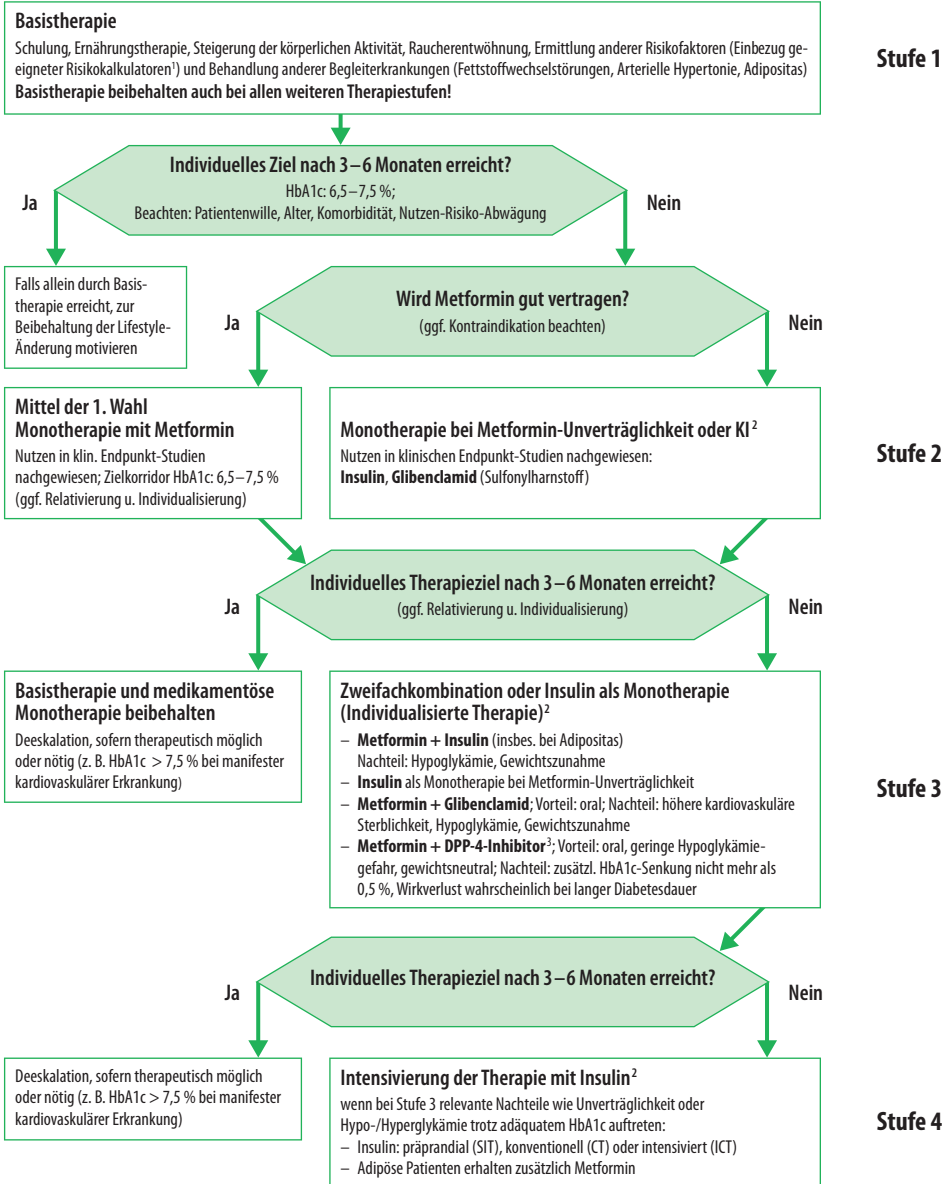 Basistherapie
Schulung, Ernährungstherapie, Steigerung der körperlichen Aktivität, Raucherentwöhnung, Ermittlung anderer Risikofaktoren (Einbezug ge-
eigneter Risikokalkulatoren¹) und Behandlung anderer Begleiterkrankungen (Fettstoffwechselstörungen, Arterielle Hypertonie, Adipositas)
Basistherapie beibehalten auch bei allen weiteren Therapiestufen!
Stufe 1
Individuelles Ziel nach 3–6 Monaten erreicht?
HbA1c: 6,5–7,5 %;
Beachten: Patientenwille, Alter, Komorbidität, Nutzen-Risiko-Abwägung
Ja
Nein
Falls allein durch Basis-
therapie erreicht, zur
Beibehaltung der Lifestyle-
Änderung motivieren
Wird Metformin gut vertragen?
(ggf. Kontraindikation beachten)
Ja
Nein
Mittel der 1. Wahl
Monotherapie mit Metformin
Nutzen in klin. Endpunkt-Studien
nachgewiesen; Zielkorridor HbA1c: 6,5–7,5 %
(ggf. Relativierung u. Individualisierung)
Monotherapie bei Metformin-Unverträglichkeit oder KI²
Nutzen in klinischen Endpunkt-Studien nachgewiesen:
Insulin, Glibenclamid (Sulfonylharnstoff)
Stufe 2
Individuelles Therapieziel nach 3–6 Monaten erreicht?
(ggf. Relativierung u. Individualisierung)
Ja
Nein
Basistherapie und medikamentöse
Monotherapie beibehalten
Deeskalation, sofern therapeutisch möglich
oder nötig (z. B. HbA1c > 7,5 % bei manifester
kardiovaskulärer Erkrankung)
Zweifachkombination oder Insulin als Monotherapie
(Individualisierte Therapie)²
– Metformin + Insulin (insbes. bei Adipositas)
Nachteil: Hypoglykämie, Gewichtszunahme
– Insulin als Monotherapie bei Metformin-Unverträglichkeit
– Metformin + Glibenclamid; Vorteil: oral; Nachteil: höhere kardiovaskuläre
Sterblichkeit, Hypoglykämie, Gewichtszunahme
– Metformin + DPP-4-Inhibitor³; Vorteil: oral, geringe Hypoglykämie-
gefahr, gewichtsneutral; Nachteil: zusätzl. HbA1c-Senkung nicht mehr als
0,5 %, Wirkverlust wahrscheinlich bei langer Diabetesdauer
Stufe 3
Individuelles Therapieziel nach 3–6 Monaten erreicht?
Ja
Nein
Deeskalation, sofern therapeutisch möglich
oder nötig (z. B. HbA1c > 7,5 % bei manifester
kardiovaskulärer Erkrankung)
Intensivierung der Therapie mit Insulin²
wenn bei Stufe 3 relevante Nachteile wie Unverträglichkeit oder
Hypo-/Hyperglykämie trotz adäquatem HbA1c auftreten:
– Insulin: präprandial (SIT), konventionell (CT) oder intensiviert (ICT)
– Adipöse Patienten erhalten zusätzlich Metformin
Stufe 4